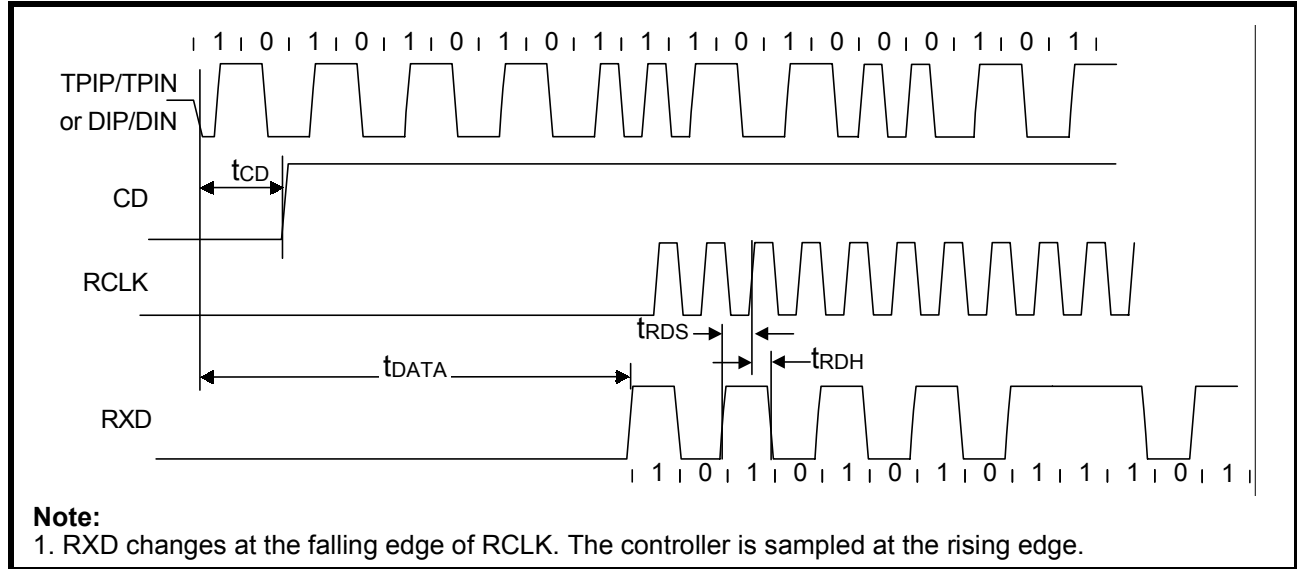 1 0 1 0 1 0 1 0 1 1 1 0 1 0 0 0 1 0 1
TPIP/TPIN
or DIP/DIN
tCD
CD
RCLK
tRDS
tRDH
tDATA
RXD
1 0 1 0 1 0 1 0 1 1 1 0 1
Note:
1. RXD changes at the falling edge of RCLK. The controller is sampled at the rising edge.